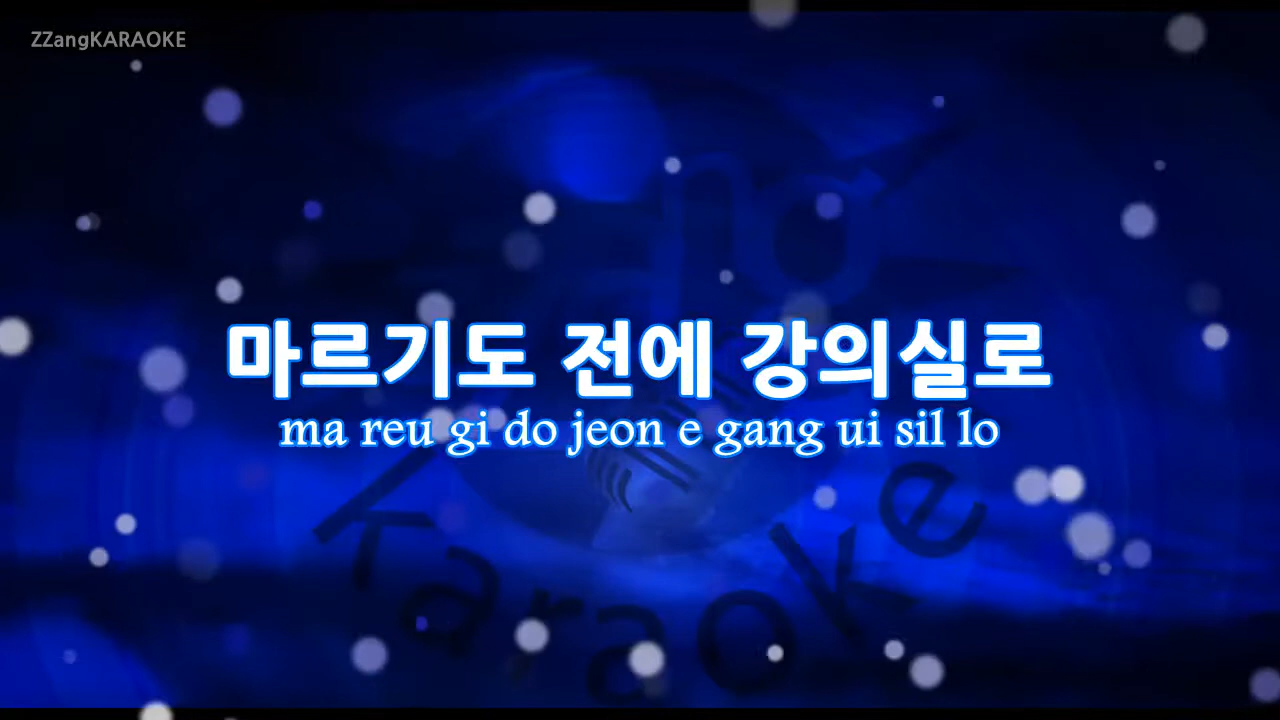 ZZangKARAOKE
마르기도 전에 강의실로
ma reu gi do jeon e gang ui sil lo
Karaoke